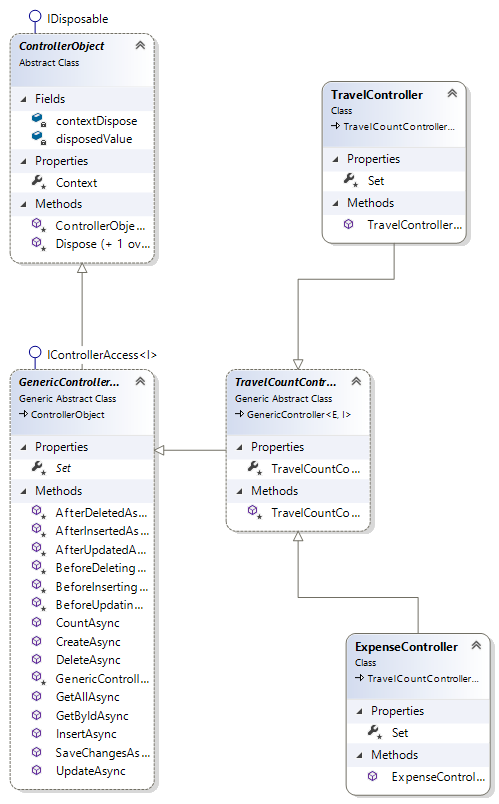 IDisposable
ControllerObject
Abstract Class
Fields
contextDispose
disposedValue
Properties
Context
Methods
ControllerObje...
Dispose (+ 1 ov...
TravelController
Class
TravelCountController...
Properties
Set
Methods
TravelController...
IControllerAccess<I>
GenericController...
Generic Abstract Class
ControllerObject
Properties
Set
Methods
AfterDeletedAs...
AfterInsertedAs...
AfterUpdatedA...
BeforeDeleting...
BeforeInserting...
BeforeUpdatin...
CountAsync
CreateAsync
DeleteAsync
GenericControll...
GetAllAsync
GetByIdAsync
InsertAsync
SaveChangesAs...
UpdateAsync
TravelCountContr...
Generic Abstract Class
GenericController<E, I>
Properties
TravelCountCo...
Methods
TravelCountCo...
ExpenseController
Class
TravelCountController...
Properties
Set
Methods
ExpenseControl...